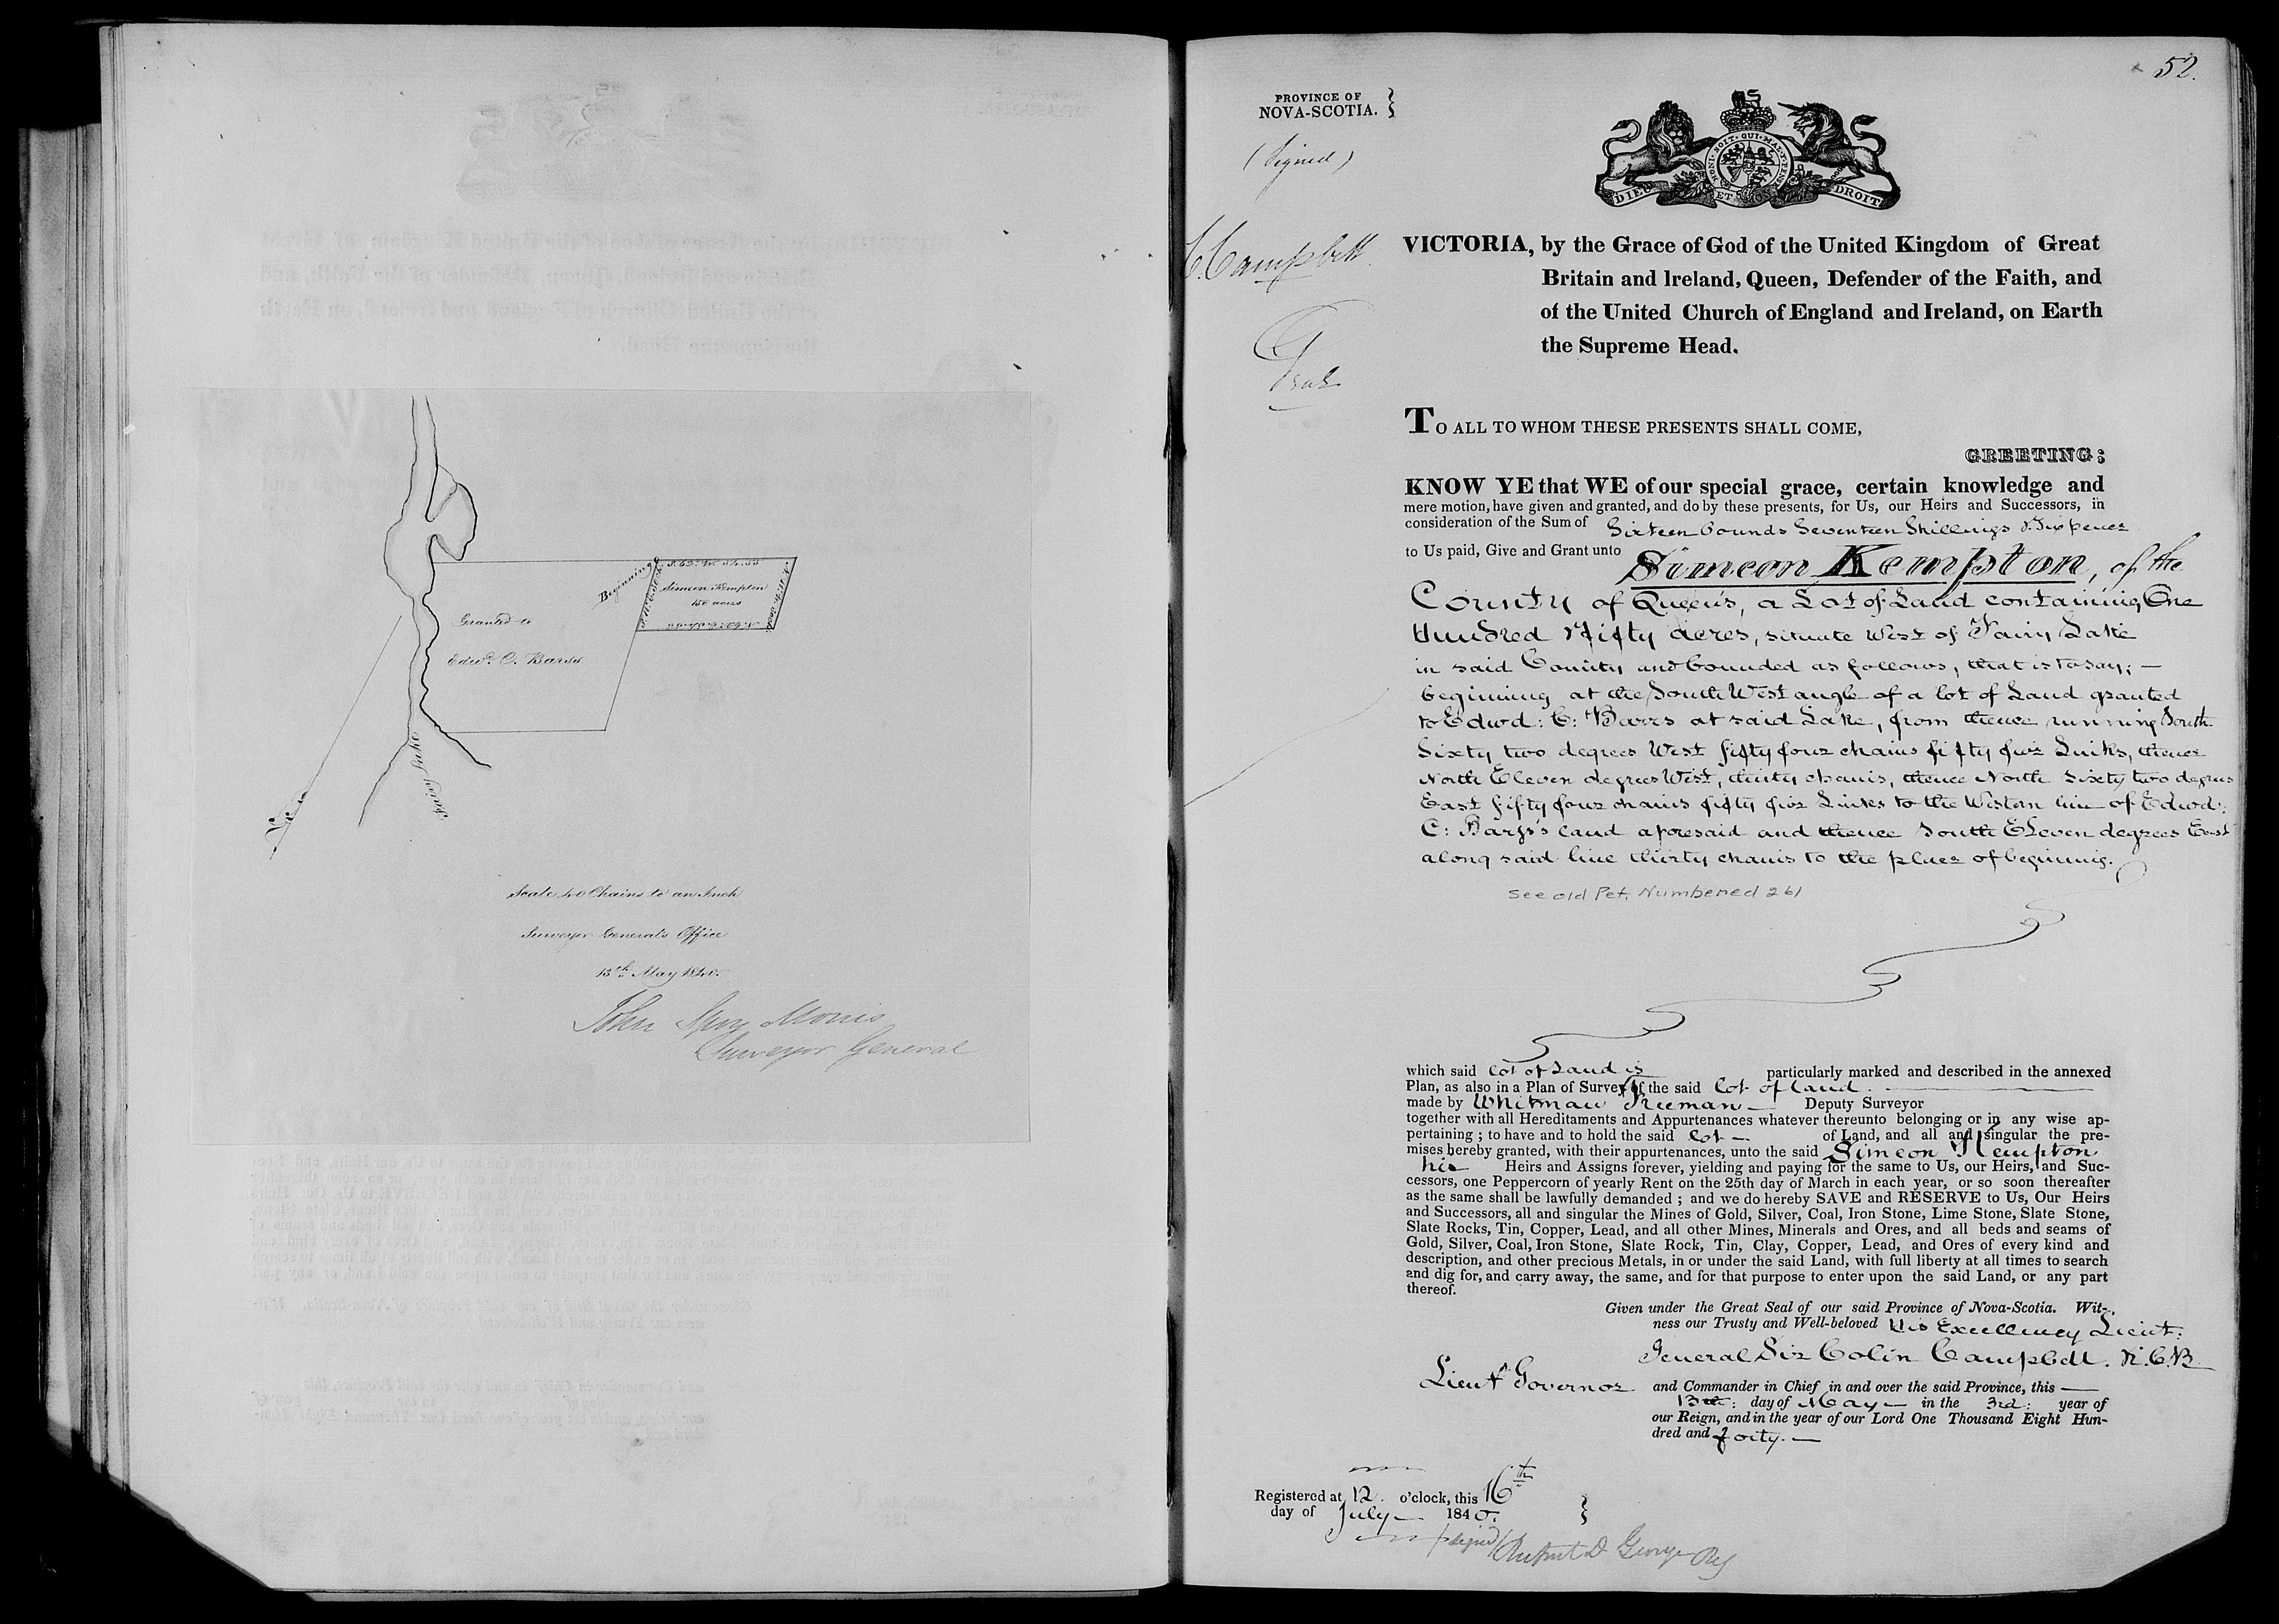 Beginning
S. 62° W. 54.55
Simeon Kempton
150 acres
Granted to
Edwd. C. Barss
Fairy Lake
Scale 40 Chains to an Inch
Surveyor General's Office
13th May 1840.
John Spry Morris
Surveyor General
52.
PROVINCE OF
NOVA-SCOTIA.
(Signed)
C. Campbell
DIEU ET MON DROIT
HONI · SOIT · QUI · MAL · Y · PENSE
VICTORIA, by the Grace of God of the United Kingdom of Great
Britain and Ireland, Queen, Defender of the Faith, and
of the United Church of England and Ireland, on Earth
the Supreme Head.
TO ALL TO WHOM THESE PRESENTS SHALL COME,
GREETING;
KNOW YE that WE of our special grace, certain knowledge and
mere motion, have given and granted, and do by these presents, for Us, our Heirs and Successors, in
consideration of the Sum of Sixteen Pounds Seventeen Shillings & Six pence
to Us paid, Give and Grant unto Simeon Kempton, of the
County of Queen's, a Lot of Land containing One
Hundred & fifty acres, situate West of Fairy Lake
in said County and bounded as follows, that is to say; —
beginning at the South West angle of a lot of Land granted
to Edwd: C: Barss at said Lake, from thence running South
Sixty two degrees West fifty four chains fifty five Links, thence
North Eleven degrees West, thirty chains, thence North Sixty two degrees
East fifty four chains fifty five Links to the Western line of Edwd:
C: Barss's land aforesaid and thence South Eleven degrees East
along said line thirty chains to the place of beginning.
See old Pet. Numbered 261
which said lot of Land is particularly marked and described in the annexed
Plan, as also in a Plan of Survey of the said lot of land
made by Whitman Freeman — Deputy Surveyor
together with all Hereditaments and Appurtenances whatever thereunto belonging or in any wise ap-
pertaining ; to have and to hold the said lot — of Land, and all and singular the pre-
mises hereby granted, with their appurtenances, unto the said Simeon Kempton
his Heirs and Assigns forever, yielding and paying for the same to Us, our Heirs, and Suc-
cessors, one Peppercorn of yearly Rent on the 25th day of March in each year, or so soon thereafter
as the same shall be lawfully demanded ; and we do hereby SAVE and RESERVE to Us, Our Heirs
and Successors, all and singular the Mines of Gold, Silver, Coal, Iron Stone, Lime Stone, Slate Stone,
Slate Rocks, Tin, Copper, Lead, and all other Mines, Minerals and Ores, and all beds and seams of
Gold, Silver, Coal, Iron Stone, Slate Rock, Tin, Clay, Copper, Lead, and Ores of every kind and
description, and other precious Metals, in or under the said Land, with full liberty at all times to search
and dig for, and carry away, the same, and for that purpose to enter upon the said Land, or any part
thereof.
Given under the Great Seal of our said Province of Nova-Scotia. Wit-
ness our Trusty and Well-beloved His Excellency Lieut:
General Sir Colin Campbell. K.C.B
Lieut Governor and Commander in Chief in and over the said Province, this —
13th: day of May — in the 3rd: year of
our Reign, and in the year of our Lord One Thousand Eight Hun-
dred and forty. —
Registered at 12. o'clock, this 16th
day of July — 1840.
(signed) D George Reg